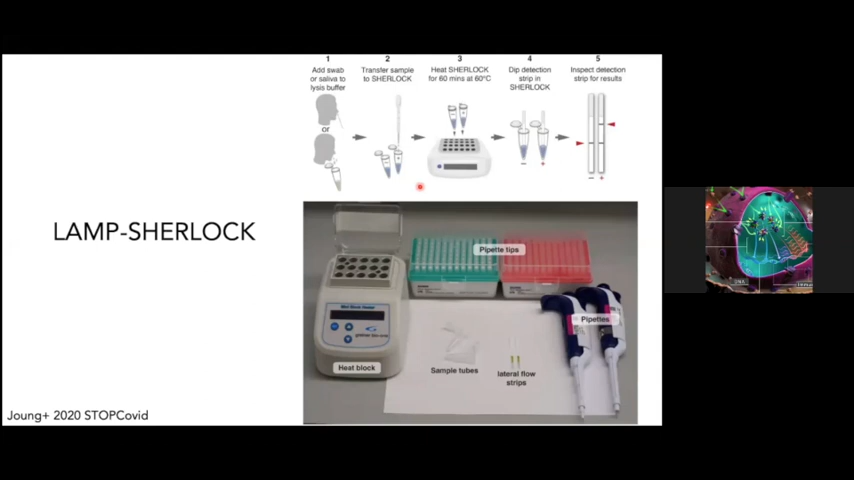 1 2 3 4 5
Add swab
or saliva to
lysis buffer
Transfer sample
to SHERLOCK
Heat SHERLOCK
for 60 mins at 60°C
Dip detection
strip in
SHERLOCK
Inspect detection
strip for results
or
- +
- +
LAMP-SHERLOCK
Pipette tips
Pipettes
Heat block
Sample tubes
lateral flow
strips
Joung+ 2020 STOPCovid